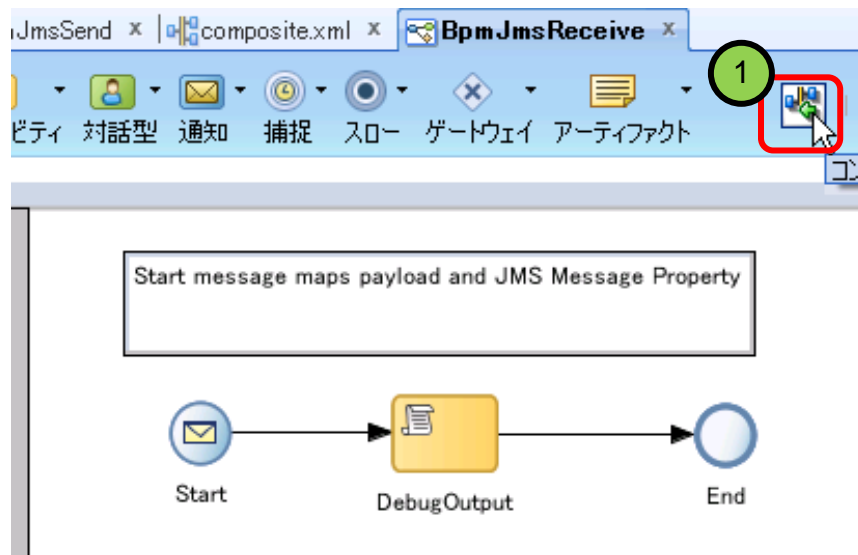 JmsSend x composite.xml x BpmJmsReceive x
1
ビティ 対話型 通知 捕捉 スロー ゲートウェイ アーティファクト
コン
Start message maps payload and JMS Message Property
Start DebugOutput End